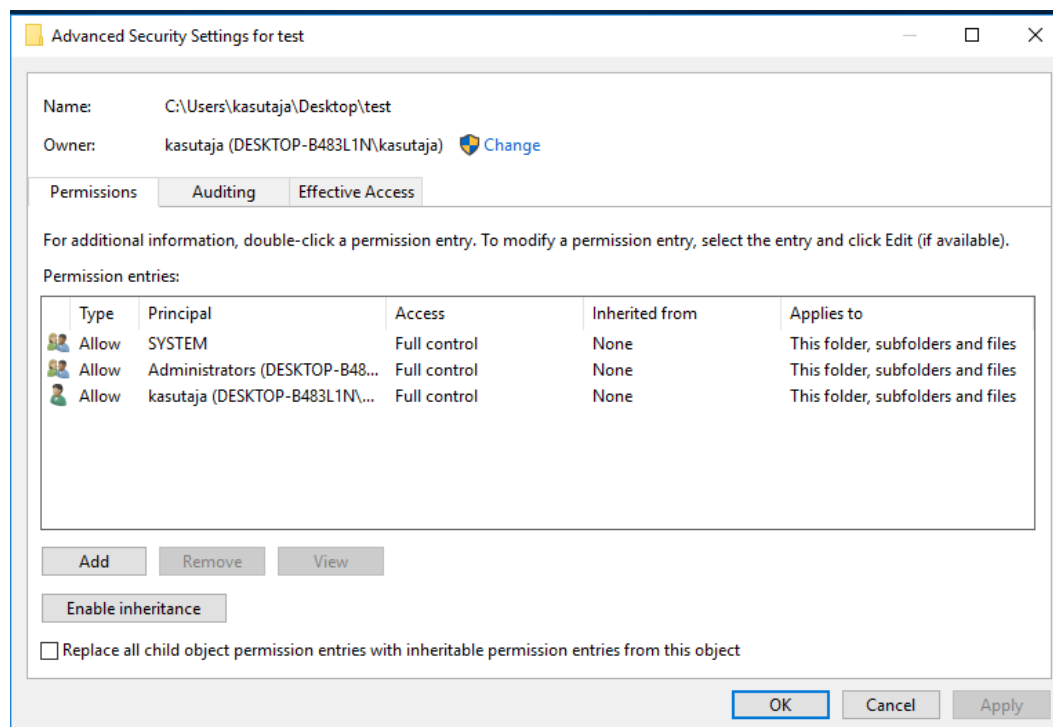 Advanced Security Settings for test
Name: C:\Users\kasutaja\Desktop\test
Owner: kasutaja (DESKTOP-B483L1N\kasutaja) Change
Permissions Auditing Effective Access
For additional information, double-click a permission entry. To modify a permission entry, select the entry and click Edit (if available).
Permission entries:
Type Principal Access Inherited from Applies to
Allow SYSTEM Full control None This folder, subfolders and files
Allow Administrators (DESKTOP-B48... Full control None This folder, subfolders and files
Allow kasutaja (DESKTOP-B483L1N\... Full control None This folder, subfolders and files
Add Remove View
Enable inheritance
Replace all child object permission entries with inheritable permission entries from this object
OK Cancel Apply